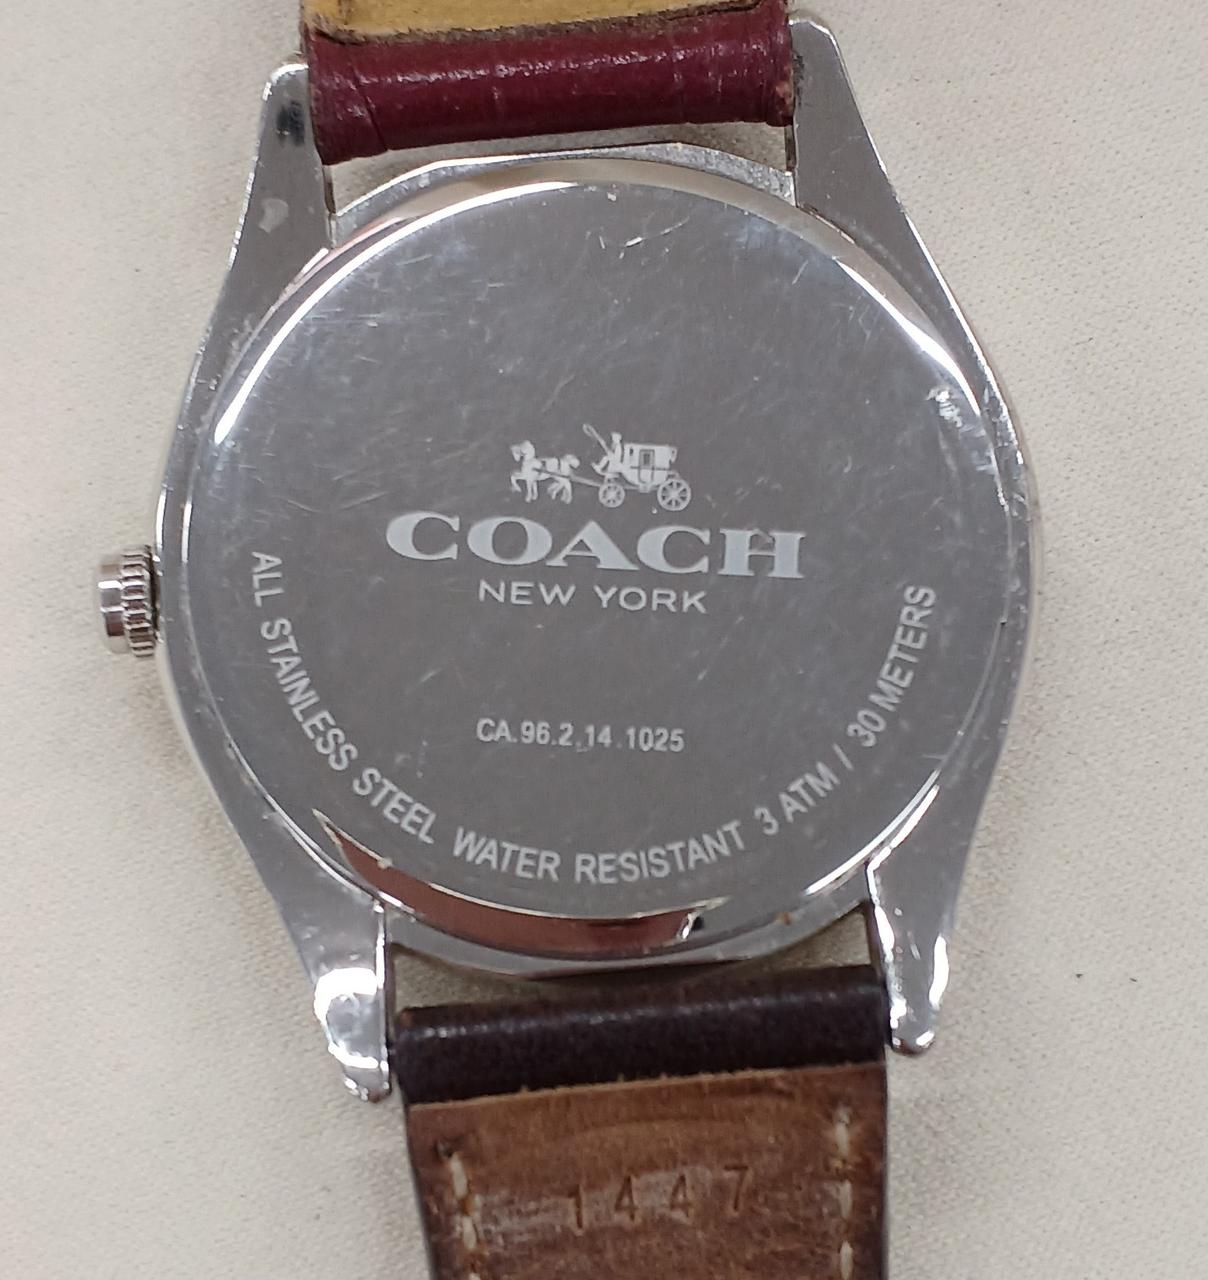 COACH
NEW YORK
CA.96.2.14.1025
ALL STAINLESS STEEL WATER RESISTANT 3 ATM / 30 METERS
1447